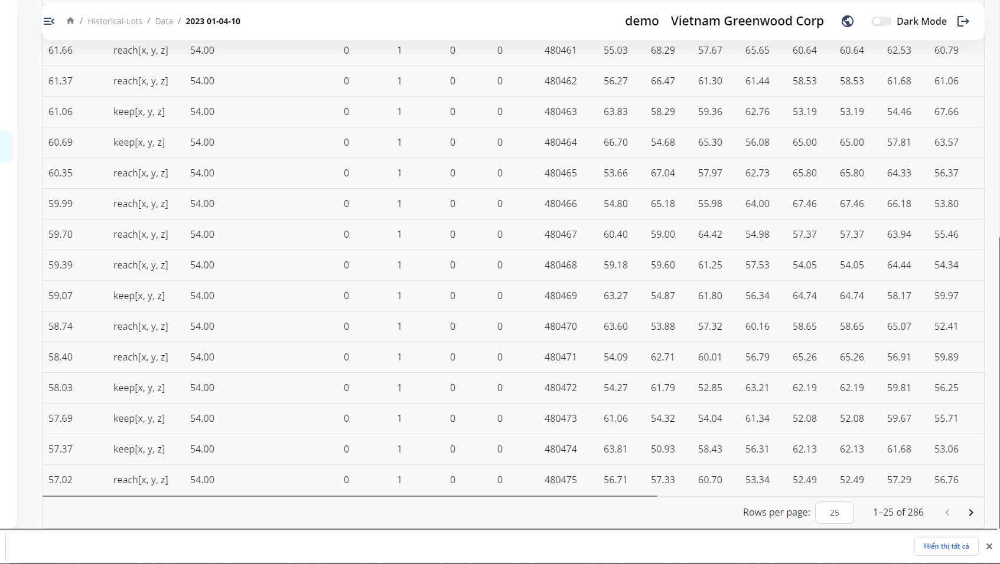 / Historical-Lots / Data / 2023 01-04-10 demo Vietnam Greenwood Corp Dark Mode
61.66 reach[x, y, z] 54.00 0 1 0 0 480461 55.03 68.29 57.67 65.65 60.64 60.64 62.53 60.79
61.37 reach[x, y, z] 54.00 0 1 0 0 480462 56.27 66.47 61.30 61.44 58.53 58.53 61.68 61.06
61.06 keep[x, y, z] 54.00 0 1 0 0 480463 63.83 58.29 59.36 62.76 53.19 53.19 54.46 67.66
60.69 keep[x, y, z] 54.00 0 1 0 0 480464 66.70 54.68 65.30 56.08 65.00 65.00 57.81 63.57
60.35 reach[x, y, z] 54.00 0 1 0 0 480465 53.66 67.04 57.97 62.73 65.80 65.80 64.33 56.37
59.99 reach[x, y, z] 54.00 0 1 0 0 480466 54.80 65.18 55.98 64.00 67.46 67.46 66.18 53.80
59.70 reach[x, y, z] 54.00 0 1 0 0 480467 60.40 59.00 64.42 54.98 57.37 57.37 63.94 55.46
59.39 reach[x, y, z] 54.00 0 1 0 0 480468 59.18 59.60 61.25 57.53 54.05 54.05 64.44 54.34
59.07 keep[x, y, z] 54.00 0 1 0 0 480469 63.27 54.87 61.80 56.34 64.74 64.74 58.17 59.97
58.74 reach[x, y, z] 54.00 0 1 0 0 480470 63.60 53.88 57.32 60.16 58.65 58.65 65.07 52.41
58.40 reach[x, y, z] 54.00 0 1 0 0 480471 54.09 62.71 60.01 56.79 65.26 65.26 56.91 59.89
58.03 keep[x, y, z] 54.00 0 1 0 0 480472 54.27 61.79 52.85 63.21 62.19 62.19 59.81 56.25
57.69 keep[x, y, z] 54.00 0 1 0 0 480473 61.06 54.32 54.04 61.34 52.08 52.08 59.67 55.71
57.37 keep[x, y, z] 54.00 0 1 0 0 480474 63.81 50.93 58.43 56.31 62.13 62.13 61.68 53.06
57.02 reach[x, y, z] 54.00 0 1 0 0 480475 56.71 57.33 60.70 53.34 52.49 52.49 57.29 56.76
Rows per page: 25 1–25 of 286
Hiển thị tất cả